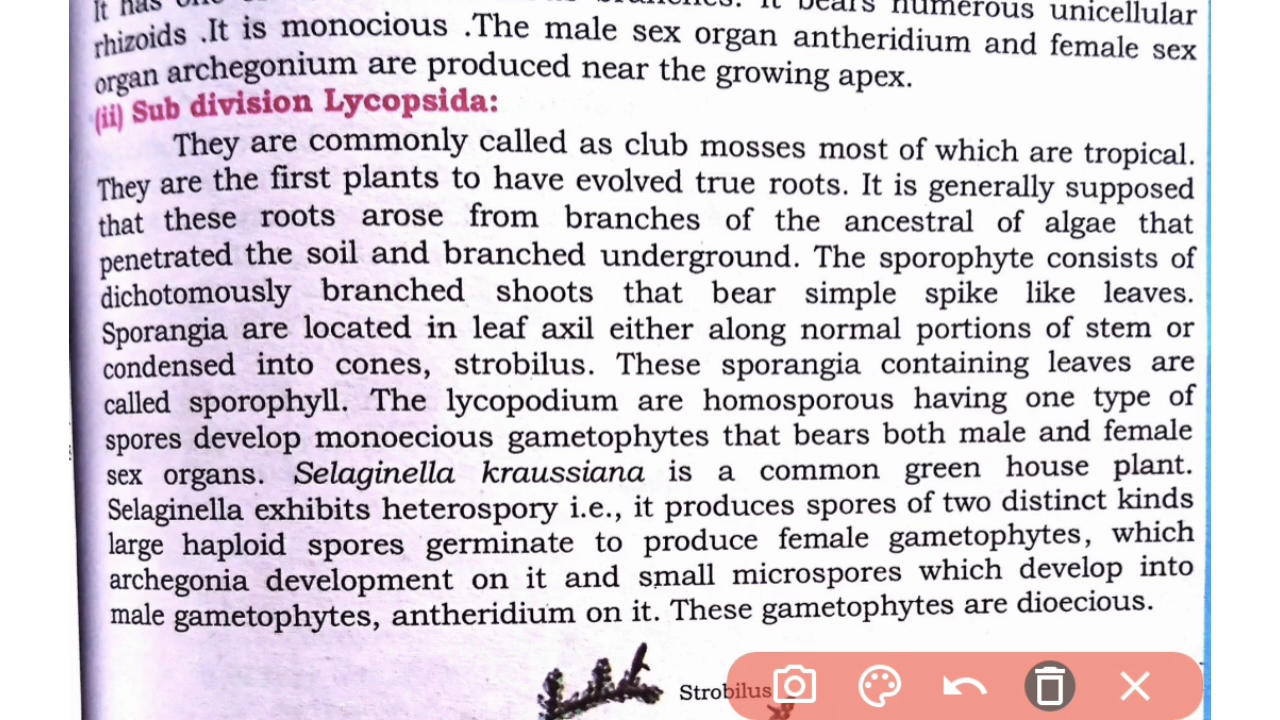 It has
numerous unicellular
rhizoids .It is monocious .The male sex organ antheridium and female sex
organ archegonium are produced near the growing apex.
(ii) Sub division Lycopsida:
They are commonly called as club mosses most of which are tropical.
They are the first plants to have evolved true roots. It is generally supposed
that these roots arose from branches of the ancestral of algae that
penetrated the soil and branched underground. The sporophyte consists of
dichotomously branched shoots that bear simple spike like leaves.
Sporangia are located in leaf axil either along normal portions of stem or
condensed into cones, strobilus. These sporangia containing leaves are
called sporophyll. The lycopodium are homosporous having one type of
spores develop monoecious gametophytes that bears both male and female
sex organs. Selaginella kraussiana is a common green house plant.
Selaginella exhibits heterospory i.e., it produces spores of two distinct kinds
large haploid spores germinate to produce female gametophytes, which
archegonia development on it and small microspores which develop into
male gametophytes, antheridium on it. These gametophytes are dioecious.
Strobilus